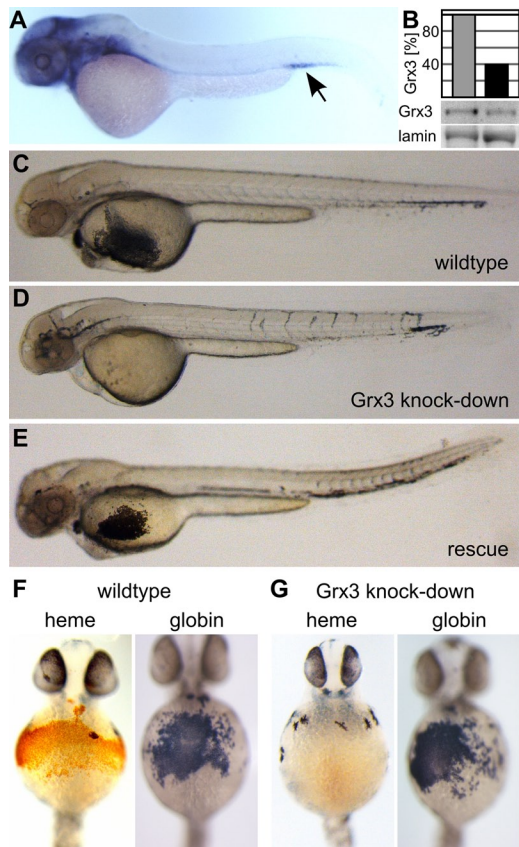 A
B
Grx3 [%]
80
40
Grx3
lamin
C
wildtype
D
Grx3 knock-down
E
rescue
F wildtype
heme globin
G Grx3 knock-down
heme globin